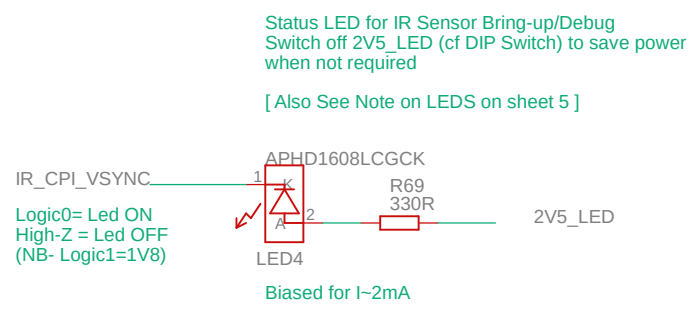 Status LED for IR Sensor Bring-up/Debug
Switch off 2V5_LED (cf DIP Switch) to save power
when not required
[ Also See Note on LEDS on sheet 5 ]
APHD1608LCGCK
IR_CPI_VSYNC
1
K
A
2
R69
330R
2V5_LED
Logic0= Led ON
High-Z = Led OFF
(NB- Logic1=1V8)
LED4
Biased for I~2mA